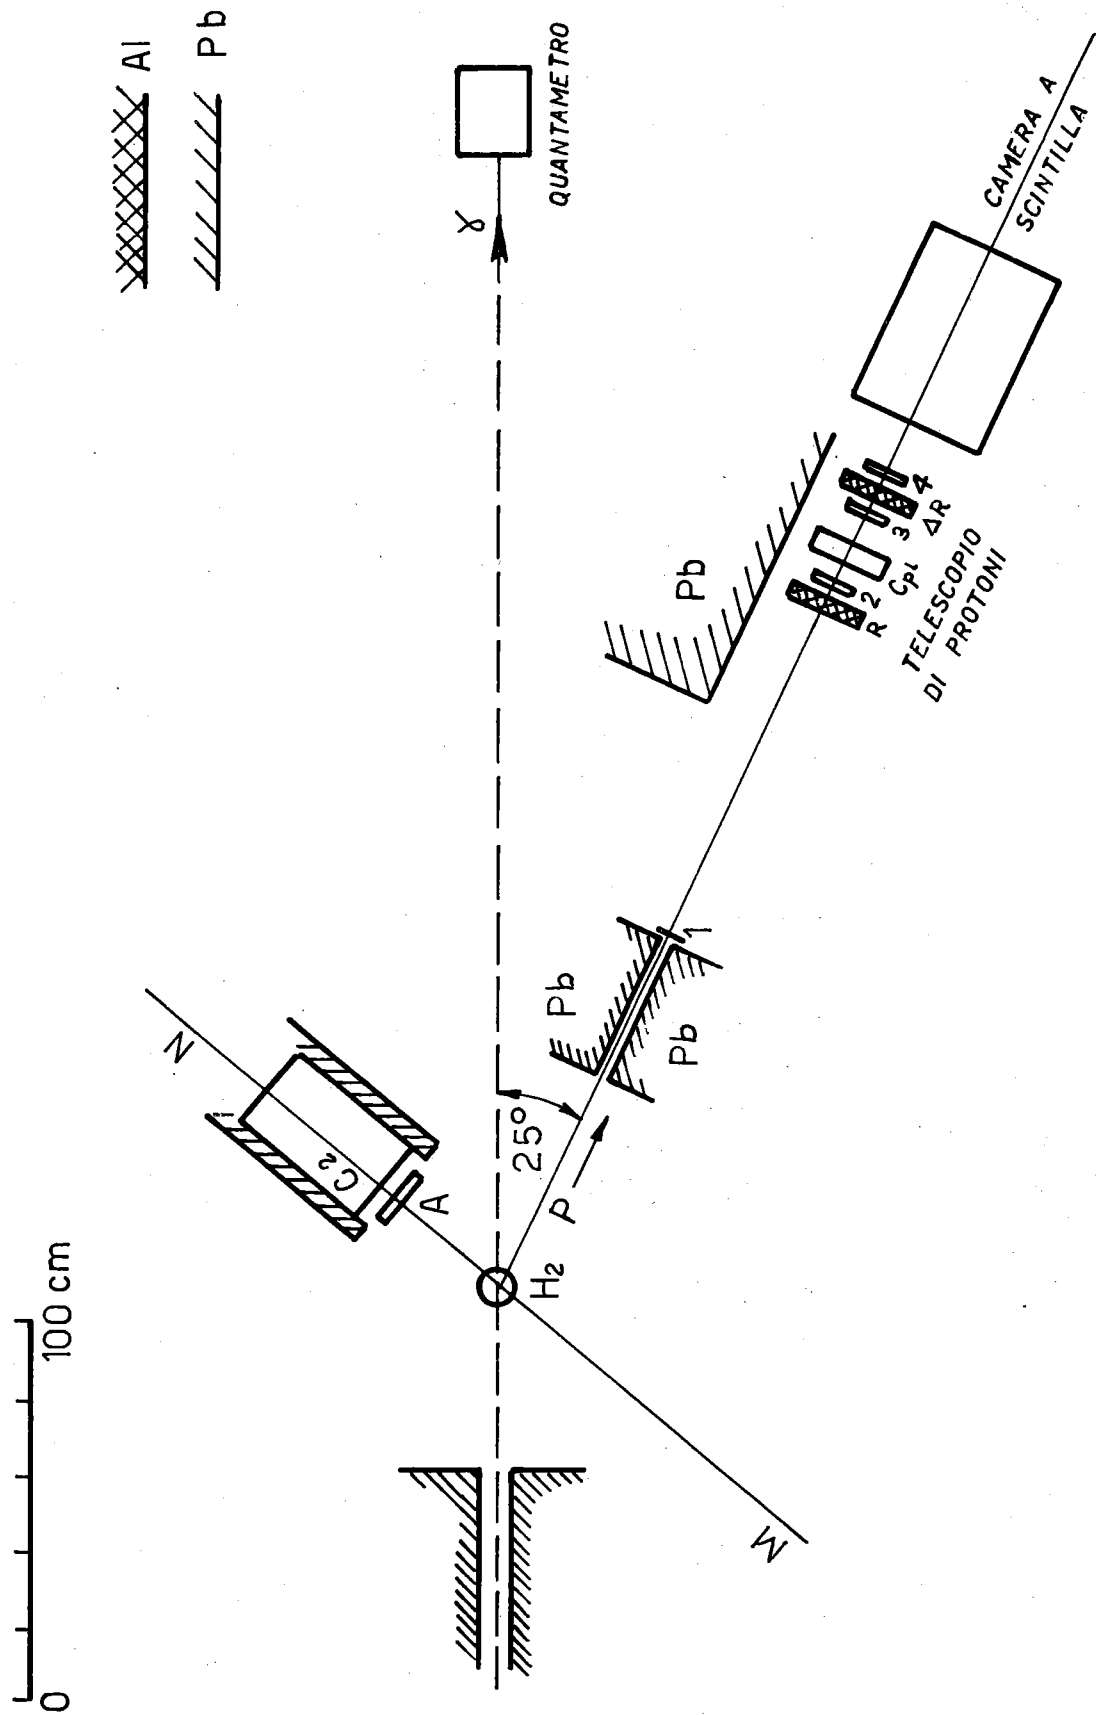 0
100 cm
Al
Pb
γ
QUANTAMETRO
N
C2
A
H2
25°
P
M
Pb
Pb
1
Pb
R
2
Cpl
3
ΔR
4
TELESCOPIO
DI PROTONI
CAMERA A
SCINTILLA